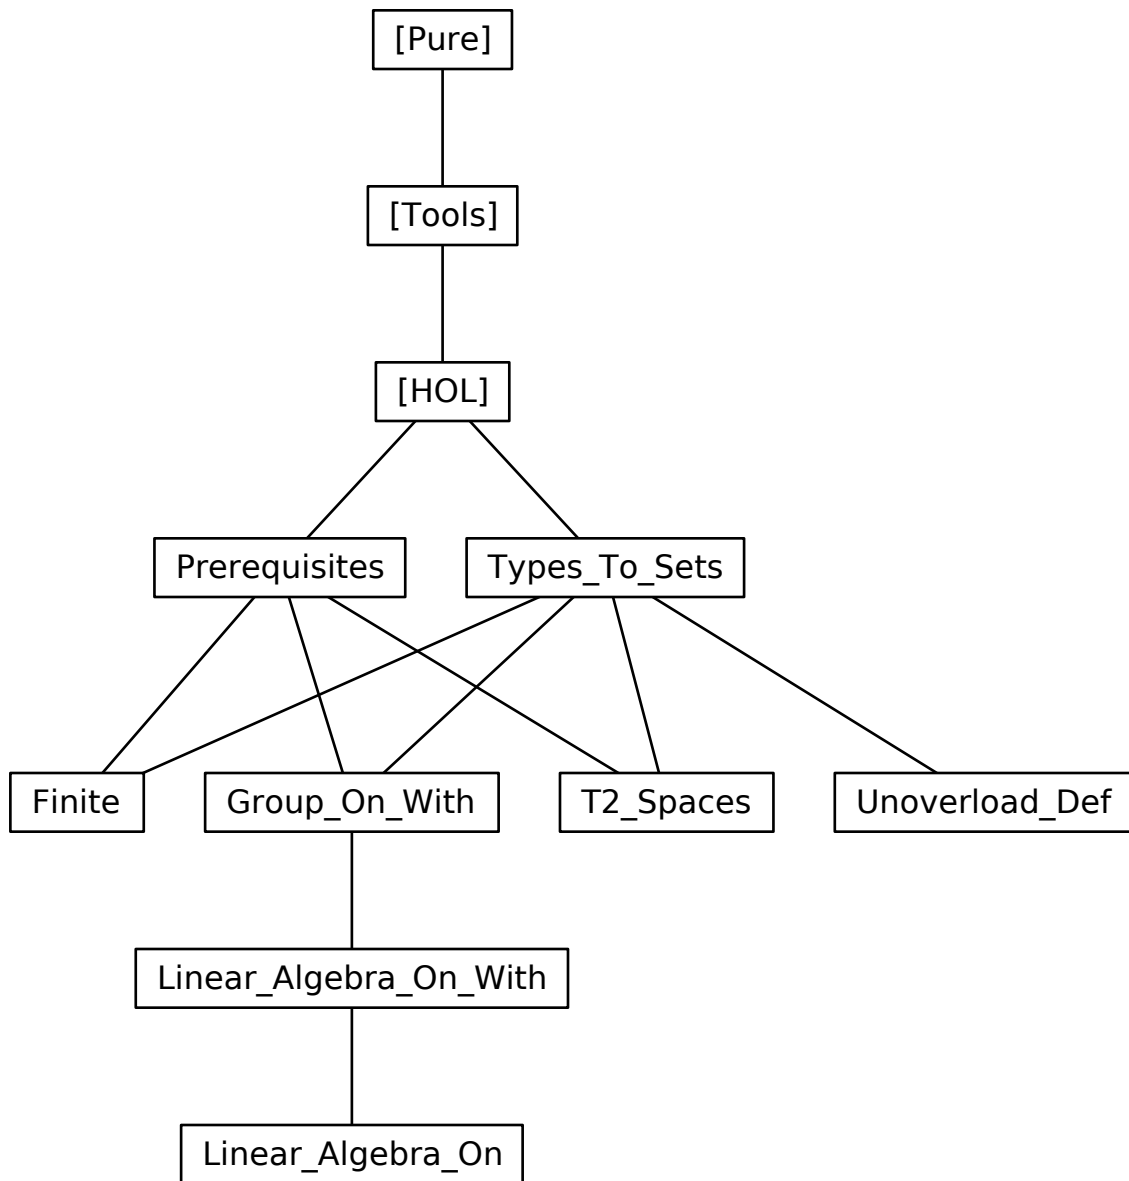 [Pure]
[Tools]
[HOL]
Prerequisites
Types_To_Sets
Finite
Group_On_With
T2_Spaces
Unoverload_Def
Linear_Algebra_On_With
Linear_Algebra_On